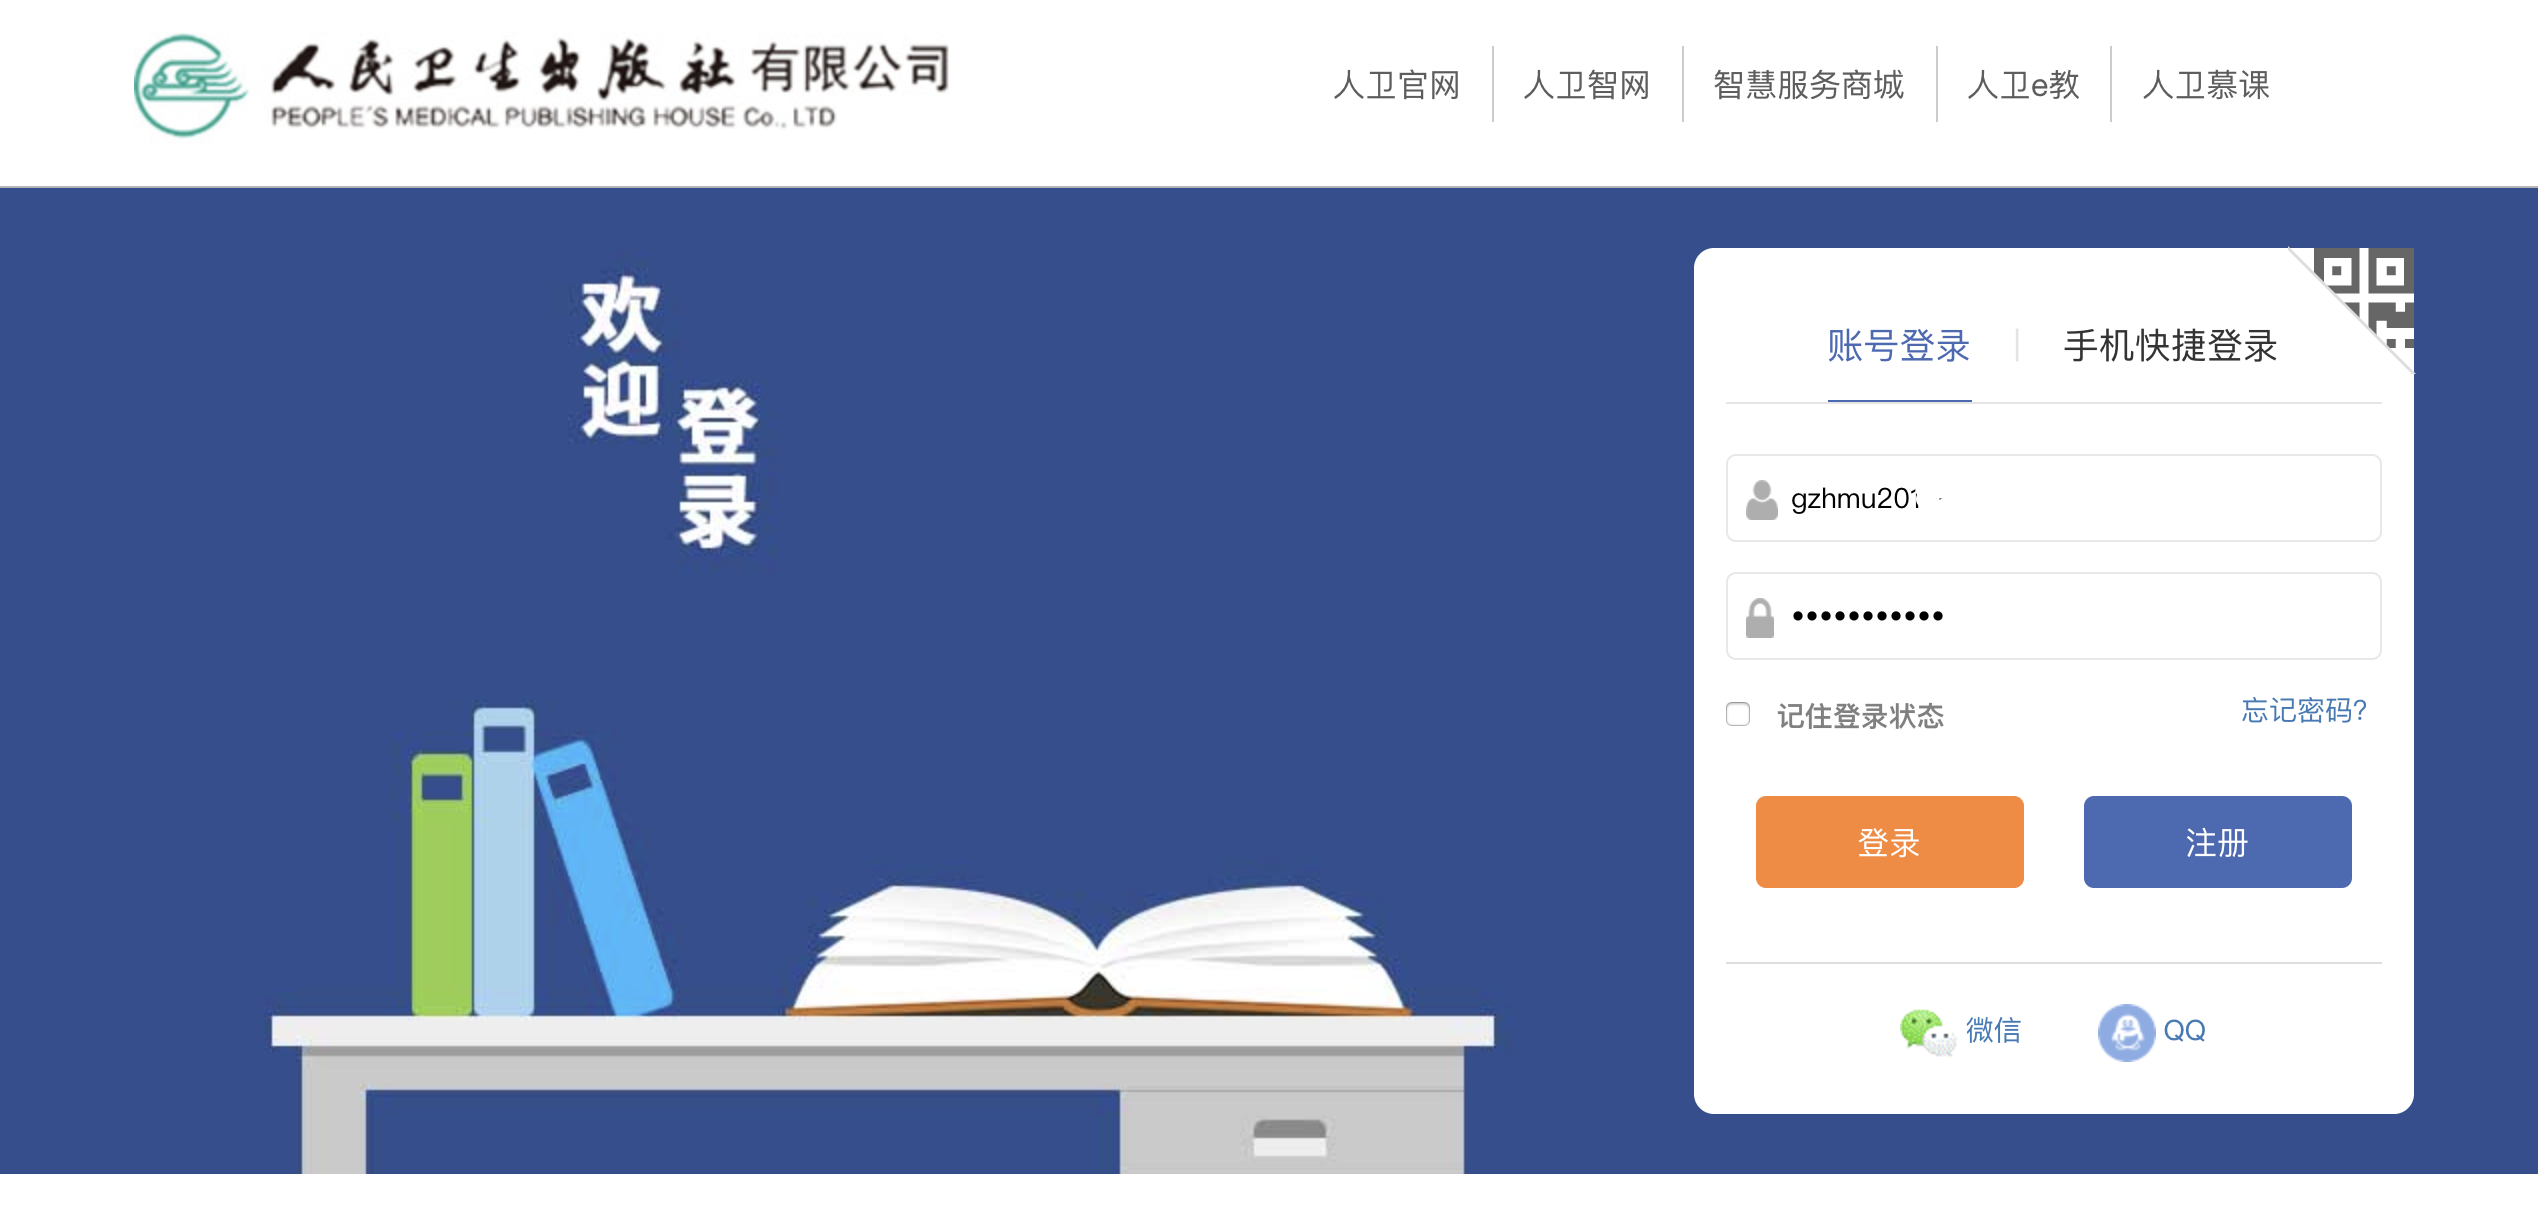 人民卫生出版社有限公司
PEOPLE'S MEDICAL PUBLISHING HOUSE Co., LTD
人卫官网
人卫智网
智慧服务商城
人卫e教
人卫慕课
欢迎
登录
账号登录
手机快捷登录
gzhmu201
•••••••••••
记住登录状态
忘记密码?
登录
注册
微信
QQ